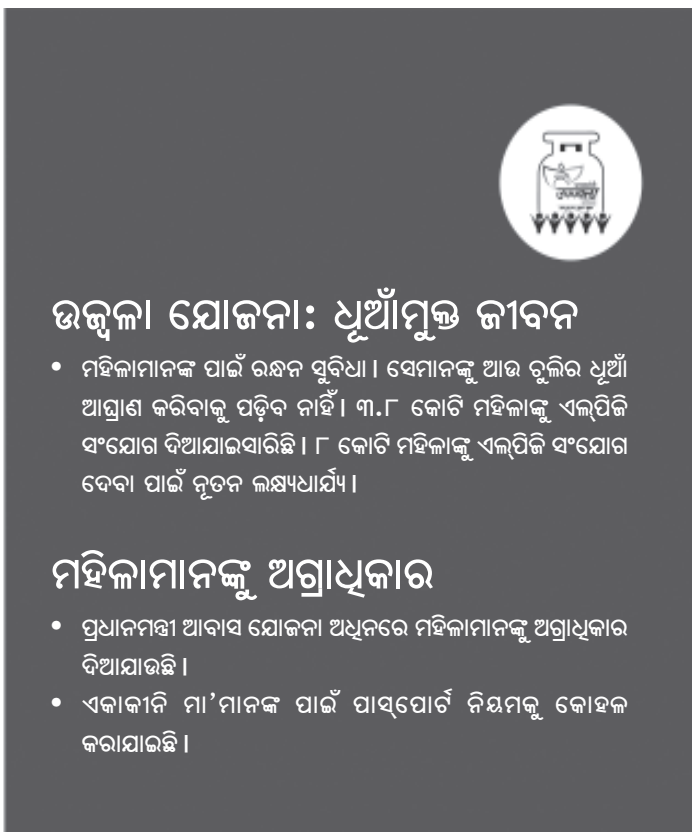 ଉଜ୍ଜ୍ୱଳା ଯୋଜନା: ଧୂଆଁମୁକ୍ତ ଜୀବନ
• ମହିଳାମାନଙ୍କ ପାଇଁ ରନ୍ଧନ ସୁବିଧା। ସେମାନଙ୍କୁ ଆଉ ଚୁଲିର ଧୂଆଁ
ଆଘ୍ରାଣ କରିବାକୁ ପଡ଼ିବ ନାହିଁ। ୩.୮ କୋଟି ମହିଳାଙ୍କୁ ଏଲ୍‌ପିଜି
ସଂଯୋଗ ଦିଆଯାଇସାରିଛି। ୮ କୋଟି ମହିଳାଙ୍କୁ ଏଲ୍‌ପିଜି ସଂଯୋଗ
ଦେବା ପାଇଁ ନୂତନ ଲକ୍ଷ୍ୟଧାର୍ଯ୍ୟ।
ମହିଳାମାନଙ୍କୁ ଅଗ୍ରାଧିକାର
• ପ୍ରଧାନମନ୍ତ୍ରୀ ଆବାସ ଯୋଜନା ଅଧିନରେ ମହିଳାମାନଙ୍କୁ ଅଗ୍ରାଧିକାର
ଦିଆଯାଉଛି।
• ଏକାକୀନି ମା'ମାନଙ୍କ ପାଇଁ ପାସ୍‌ପୋର୍ଟ ନିୟମକୁ କୋହଳ
କରାଯାଇଛି।